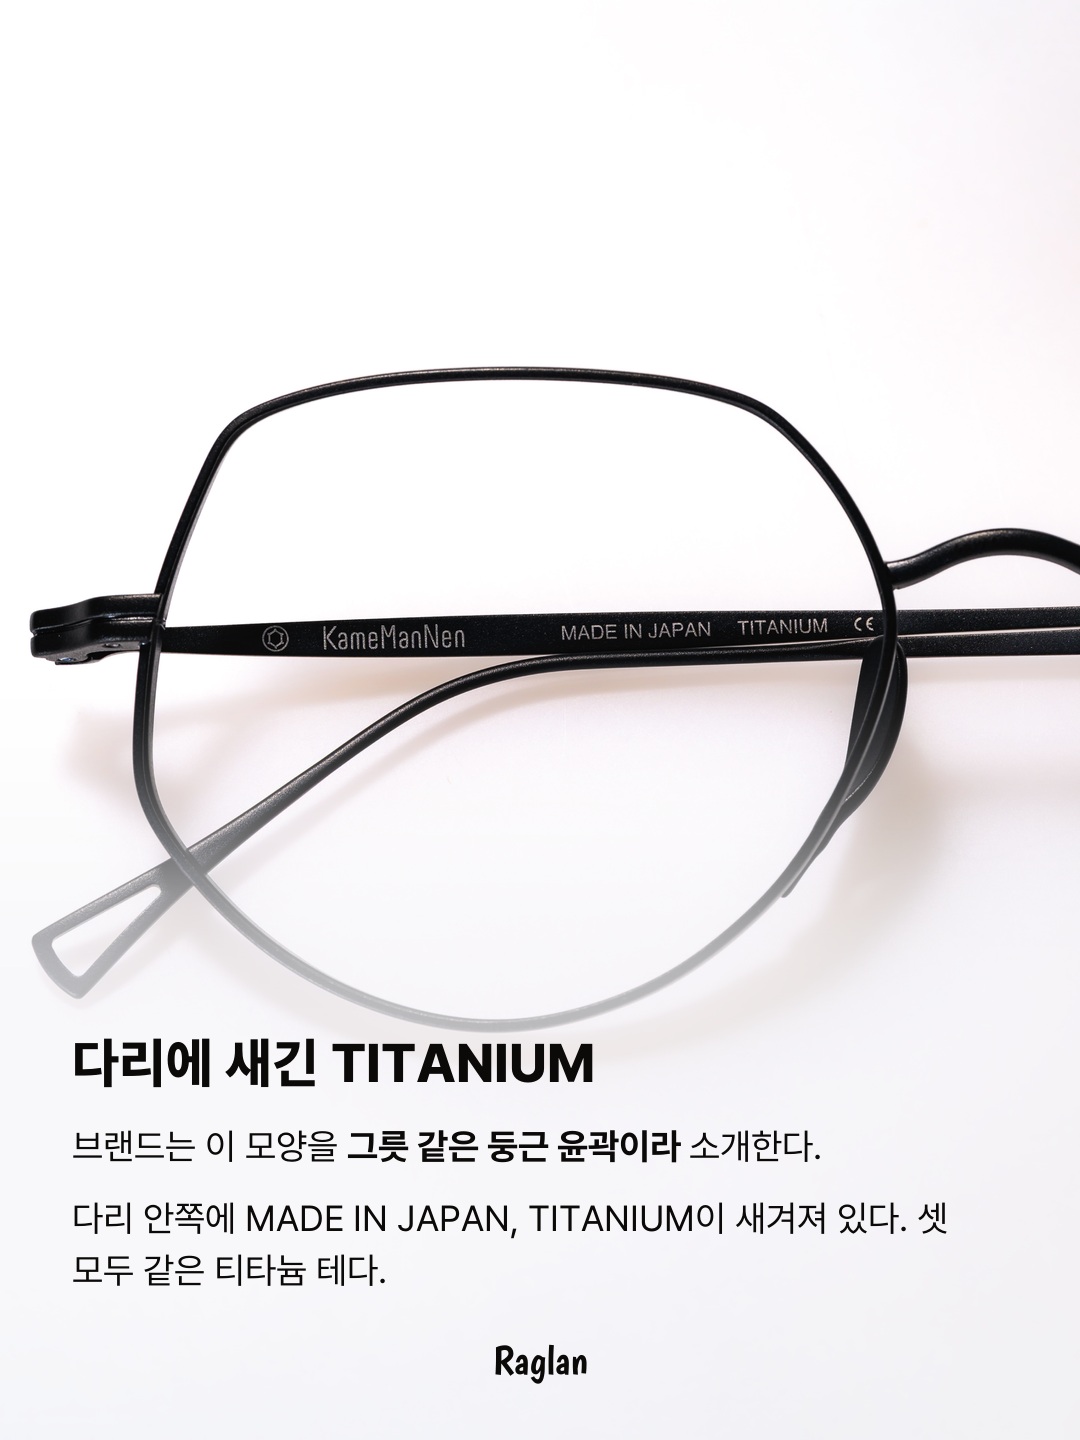 KameManNen MADE IN JAPAN TITANIUM CE
다리에 새긴 TITANIUM
브랜드는 이 모양을 그릇 같은 둥근 윤곽이라 소개한다.
다리 안쪽에 MADE IN JAPAN, TITANIUM이 새겨져 있다. 셋
모두 같은 티타늄 테다.
Raglan